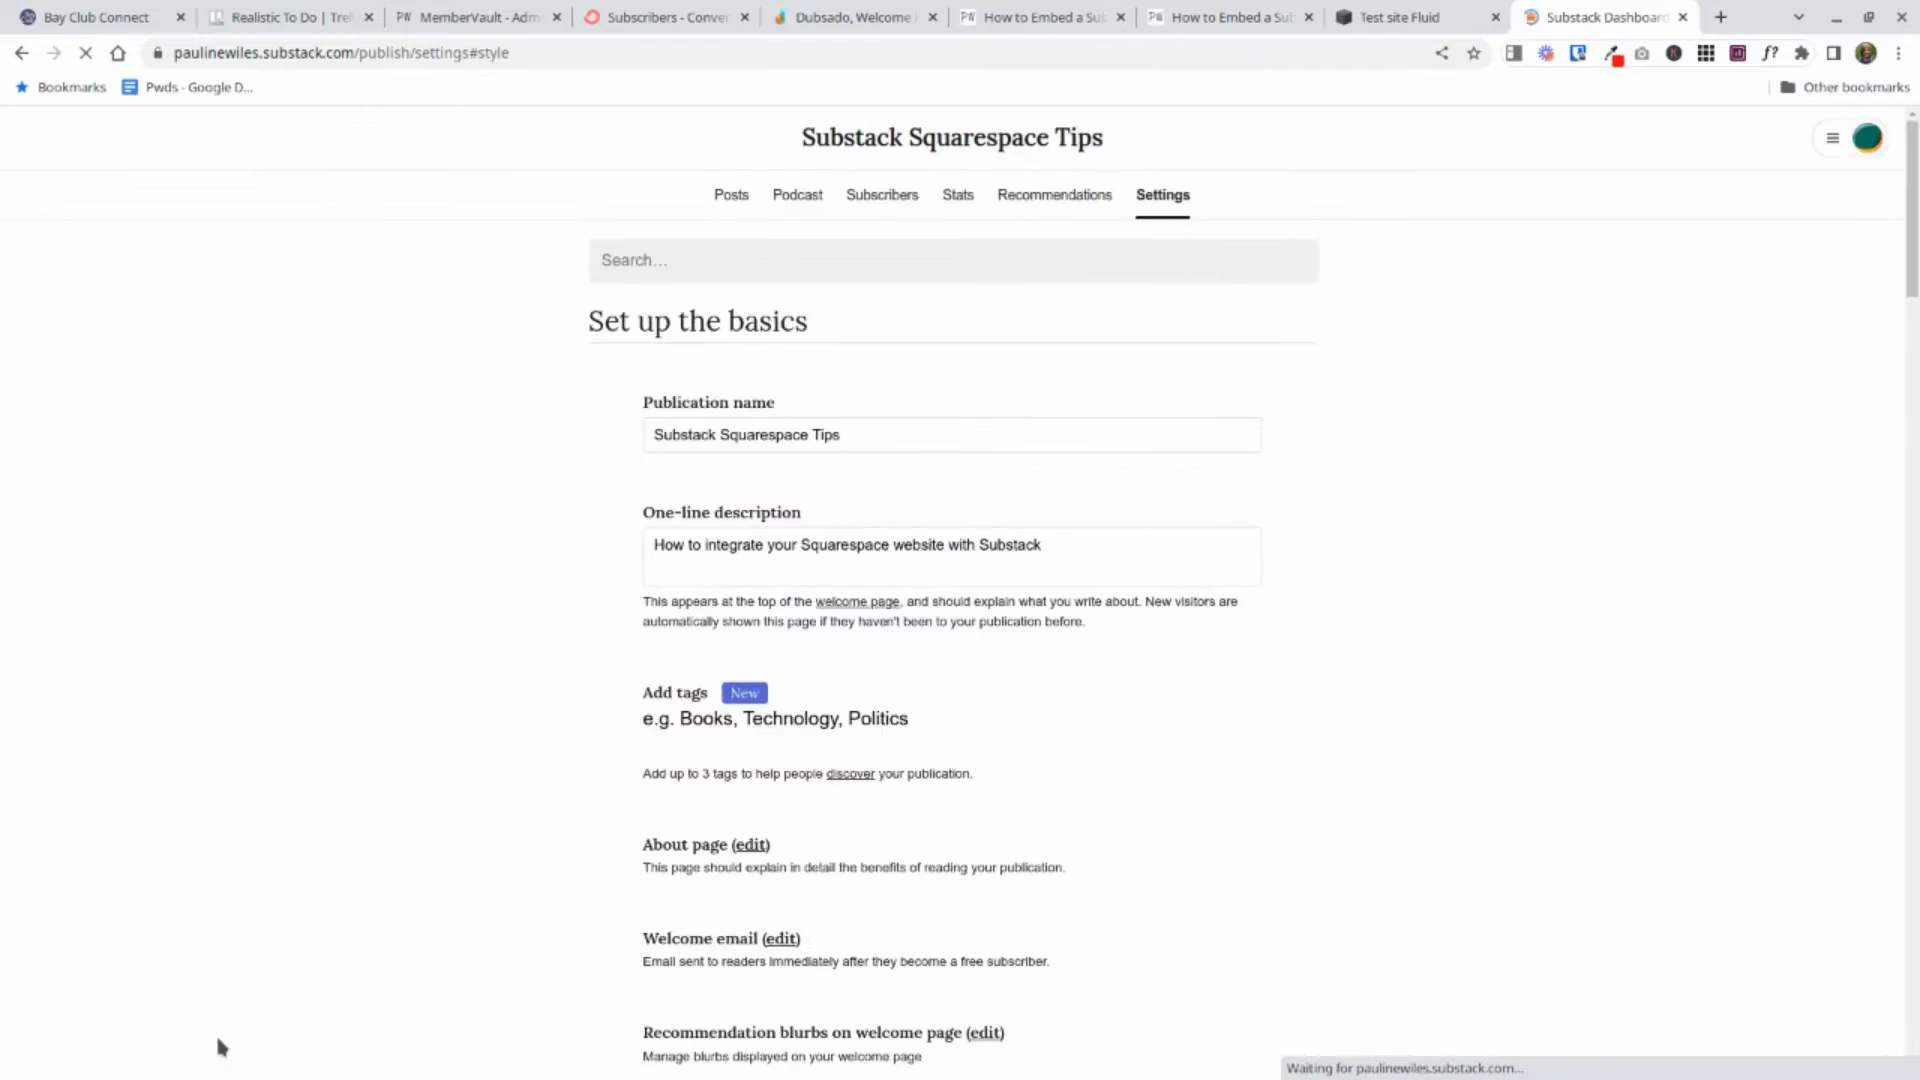 Bay Club Connect
Realistic To Do | Trel
PW MemberVault - Adm
Subscribers - Conver
Dubsado, Welcome
PW How to Embed a Sub
PW How to Embed a Sub
Test site Fluid
Substack Dashboard
paulinewiles.substack.com/publish/settings#style
f?
Bookmarks
Pwds - Google D...
Other bookmarks
Substack Squarespace Tips
Posts
Podcast
Subscribers
Stats
Recommendations
Settings
Search...
Set up the basics
Publication name
Substack Squarespace Tips
One-line description
How to integrate your Squarespace website with Substack
This appears at the top of the welcome page, and should explain what you write about. New visitors are
automatically shown this page if they haven't been to your publication before.
Add tags New
e.g. Books, Technology, Politics
Add up to 3 tags to help people discover your publication.
About page (edit)
This page should explain in detail the benefits of reading your publication.
Welcome email (edit)
Email sent to readers immediately after they become a free subscriber.
Recommendation blurbs on welcome page (edit)
Manage blurbs displayed on your welcome page
Waiting for paulinewiles.substack.com...